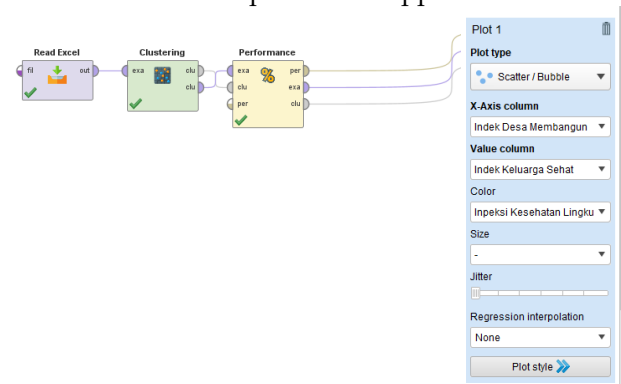 Plot 1
Plot type
Scatter / Bubble
X-Axis column
Indek Desa Membangun
Value column
Indek Keluarga Sehat
Color
Inpeksi Kesehatan Lingku
Size
-
Jitter
Regression interpolation
None
Plot style
Read Excel
fil out
Clustering
exa clu
clu
Performance
exa % per
clu exa
per clu